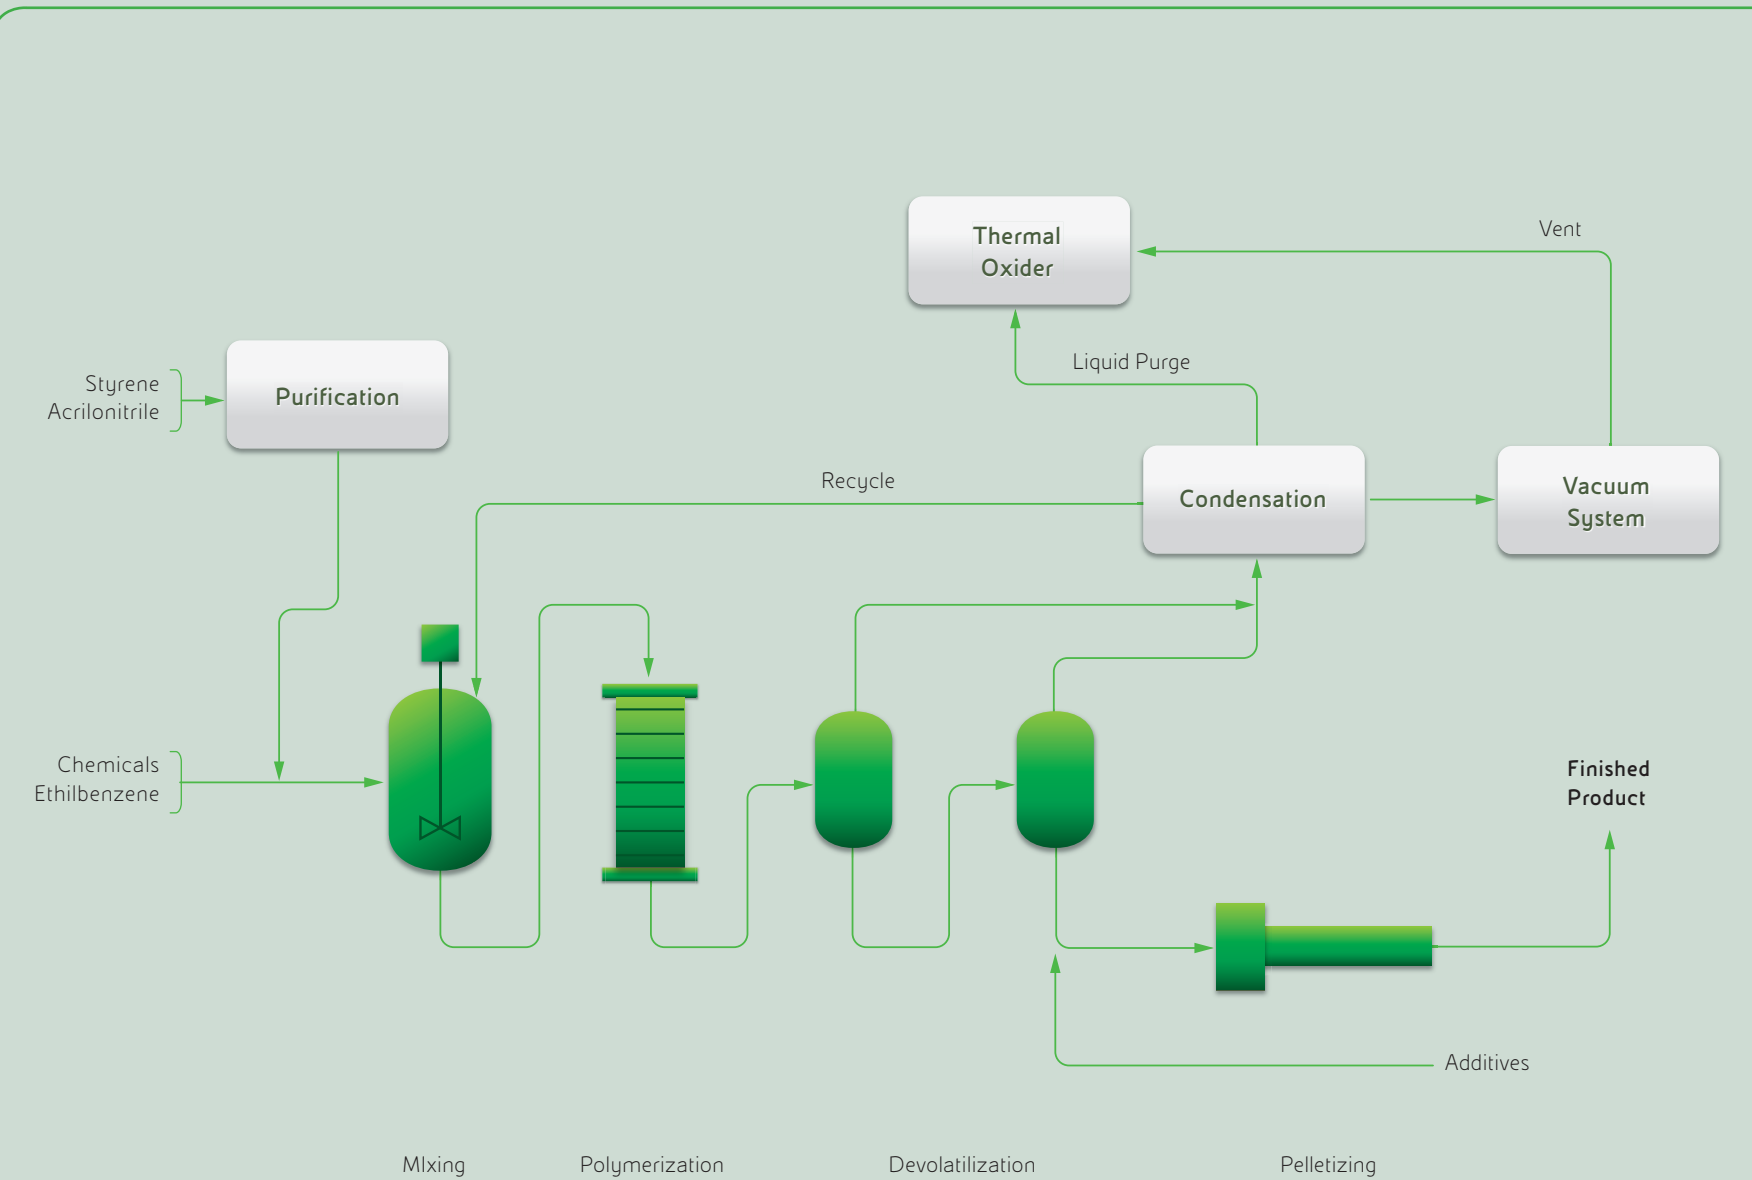 Thermal
Oxider
Vent
Liquid Purge
Styrene
Acrilonitrile
Purification
Recycle
Condensation
Vacuum
System
Chemicals
Ethilbenzene
Finished
Product
Additives
MIxing
Polymerization
Devolatilization
Pelletizing